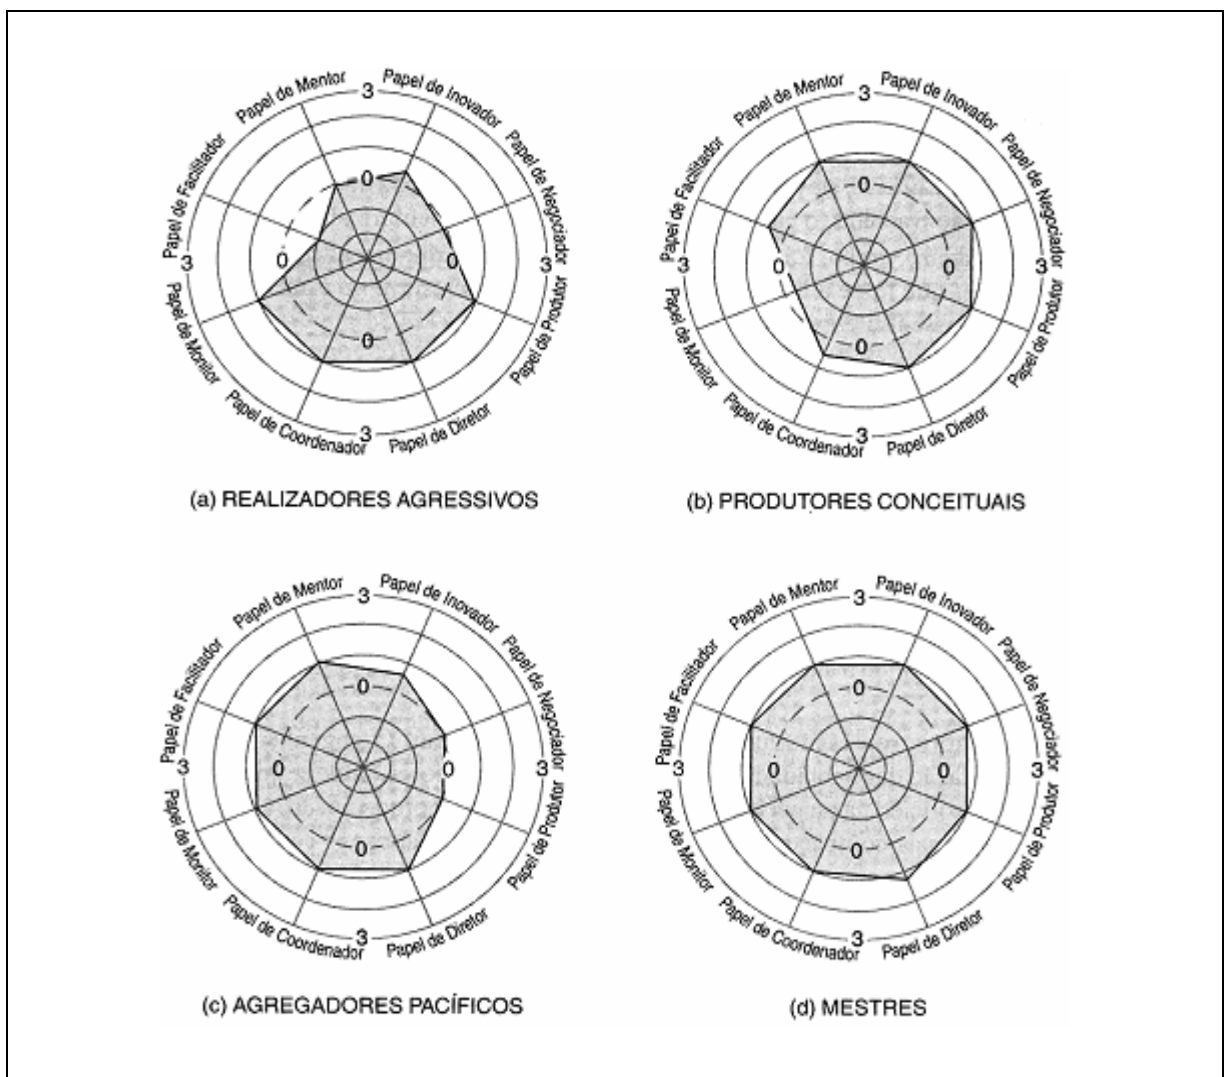 Papel de Mentor
3
Papel de Inovador
Papel de Facilitador
Papel de Negociador
0
3
0
0
3
0
Papel de Monitor
Papel de Produtor
Papel de Coordenador
3
Papel de Diretor
(a) REALIZADORES AGRESSIVOS
Papel de Mentor
3
Papel de Inovador
Papel de Facilitador
Papel de Negociador
0
3
0
0
3
0
Papel de Monitor
Papel de Produtor
Papel de Coordenador
3
Papel de Diretor
(b) PRODUTORES CONCEITUAIS
Papel de Mentor
3
Papel de Inovador
Papel de Facilitador
Papel de Negociador
0
3
0
0
3
0
Papel de Monitor
Papel de Produtor
Papel de Coordenador
3
Papel de Diretor
(c) AGREGADORES PACÍFICOS
Papel de Mentor
3
Papel de Inovador
Papel de Facilitador
Papel de Negociador
0
3
0
0
3
0
Papel de Monitor
Papel de Produtor
Papel de Coordenador
3
Papel de Diretor
(d) MESTRES